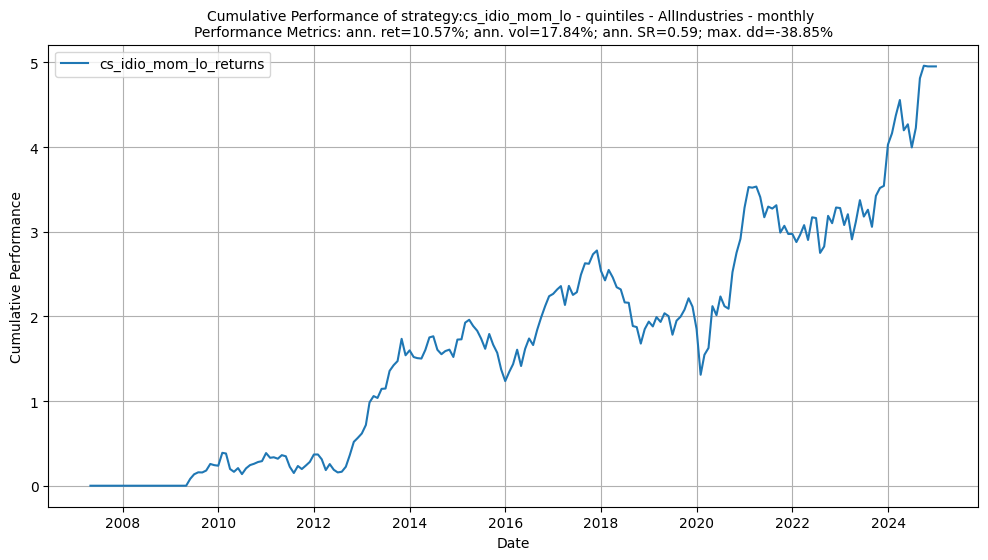 Cumulative Performance of strategy:cs_idio_mom_lo - quintiles - AllIndustries - monthly
Performance Metrics: ann. ret=10.57%; ann. vol=17.84%; ann. SR=0.59; max. dd=-38.85%
cs_idio_mom_lo_returns
Cumulative Performance
5
4
3
2
1
0
2008 2010 2012 2014 2016 2018 2020 2022 2024
Date